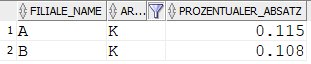 FILIALE_NAME AR... PROZENTUALER_ABSATZ
1 A K 0.115
2 B K 0.108